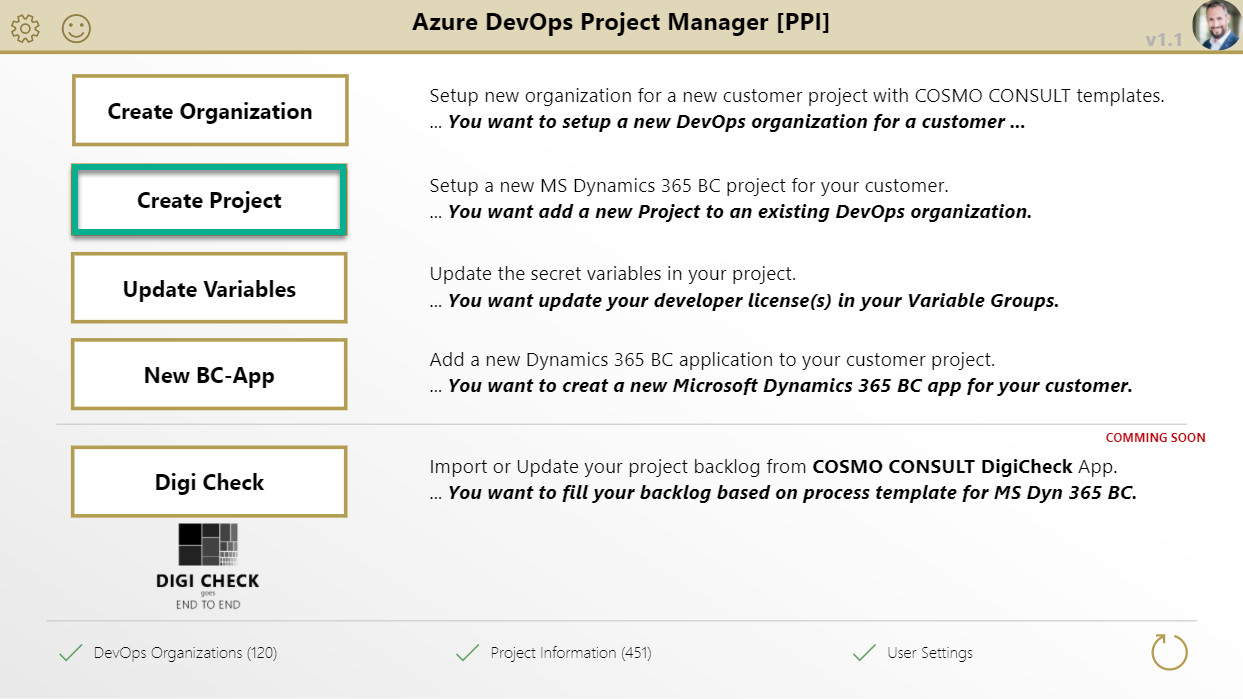 Azure DevOps Project Manager [PPI]
v1.1
Create Organization
Setup new organization for a new customer project with COSMO CONSULT templates.
... You want to setup a new DevOps organization for a customer ...
Create Project
Setup a new MS Dynamics 365 BC project for your customer.
... You want add a new Project to an existing DevOps organization.
Update Variables
Update the secret variables in your project.
... You want update your developer license(s) in your Variable Groups.
New BC-App
Add a new Dynamics 365 BC application to your customer project.
... You want to creat a new Microsoft Dynamics 365 BC app for your customer.
COMMING SOON
Digi Check
Import or Update your project backlog from COSMO CONSULT DigiCheck App.
... You want to fill your backlog based on process template for MS Dyn 365 BC.
DIGI CHECK
goes
END TO END
DevOps Organizations (120)
Project Information (451)
User Settings